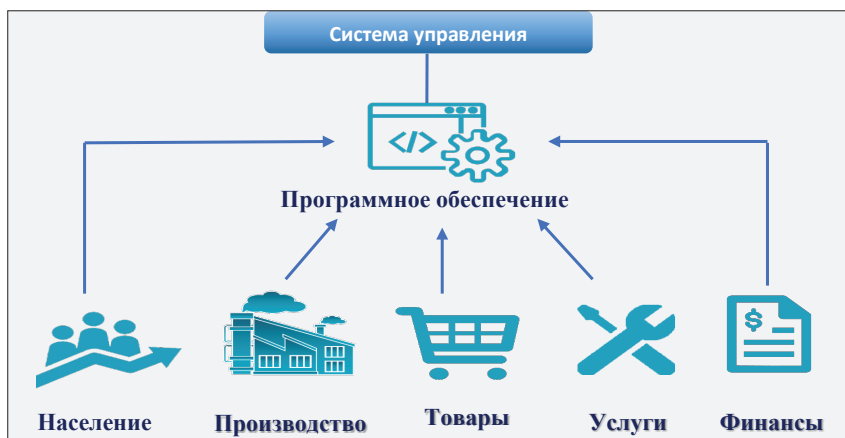 Система управления
</>
Программное обеспечение
$
Население
Производство
Товары
Услуги
Финансы